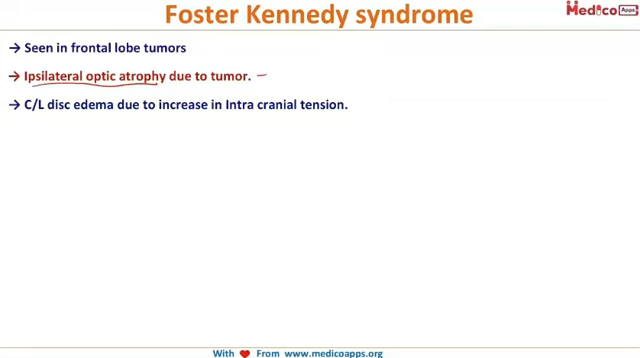 Foster Kennedy syndrome
Medico Apps
→ Seen in frontal lobe tumors
→ Ipsilateral optic atrophy due to tumor.
→ C/L disc edema due to increase in Intra cranial tension.
With ❤ From www.medicoapps.org